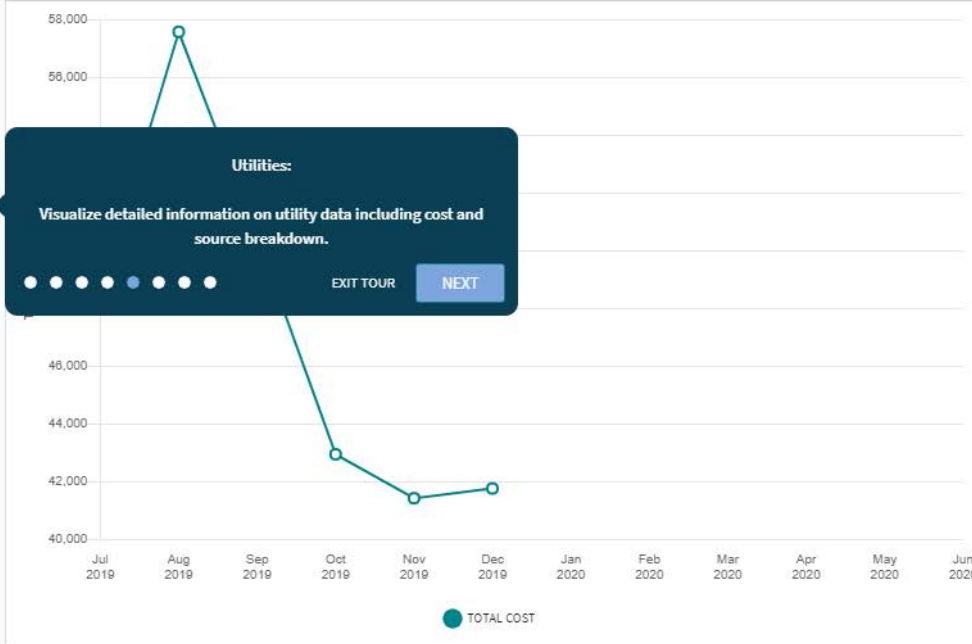 58,000
56,000
Utilities:
Visualize detailed information on utility data including cost and
source breakdown.
EXIT TOUR NEXT
46,000
44,000
42,000
40,000
Jul Aug Sep Oct Nov Dec Jan Feb Mar Apr May Jun
2019 2019 2019 2019 2019 2019 2020 2020 2020 2020 2020 2020
TOTAL COST